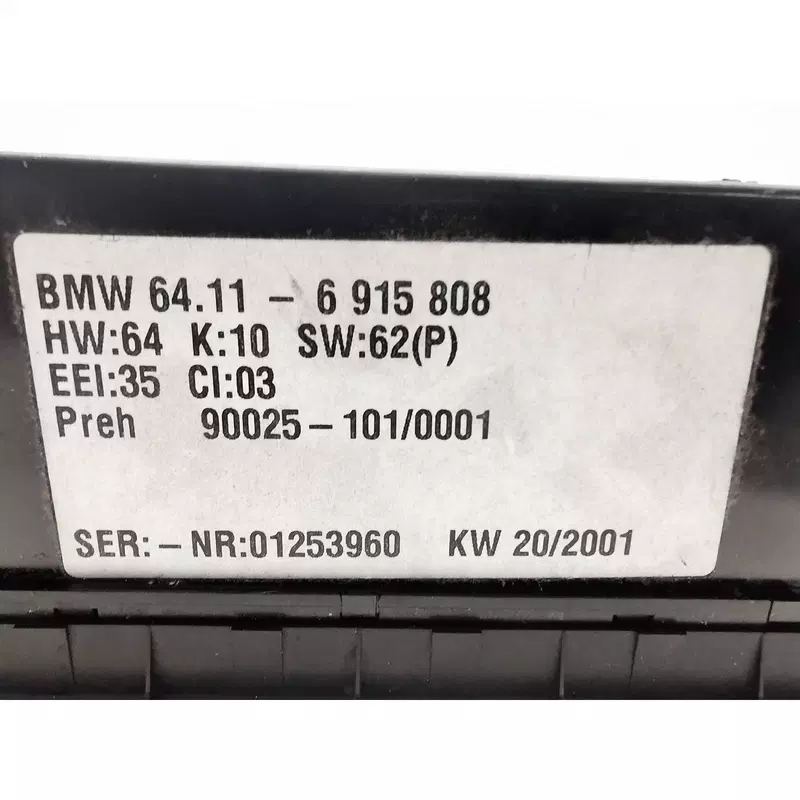 BMW 64.11 - 6 915 808
HW:64 K:10 SW:62(P)
EEI:35 CI:03
Preh 90025-101/0001
SER:-NR:01253960 KW 20/2001